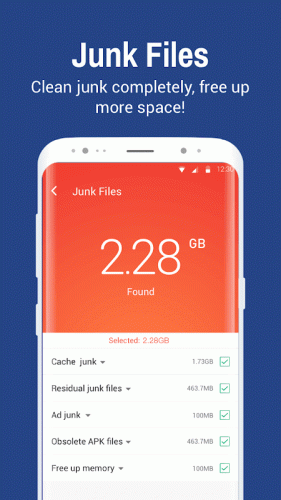 Junk Files
Clean junk completely, free up
more space!
12:30
Junk Files
2.28 GB
Found
Selected: 2.28GB
Cache junk 1.73GB
Residual junk files 463.7MB
Ad junk 100MB
Obsolete APK files 463.7MB
Free up memory 100MB